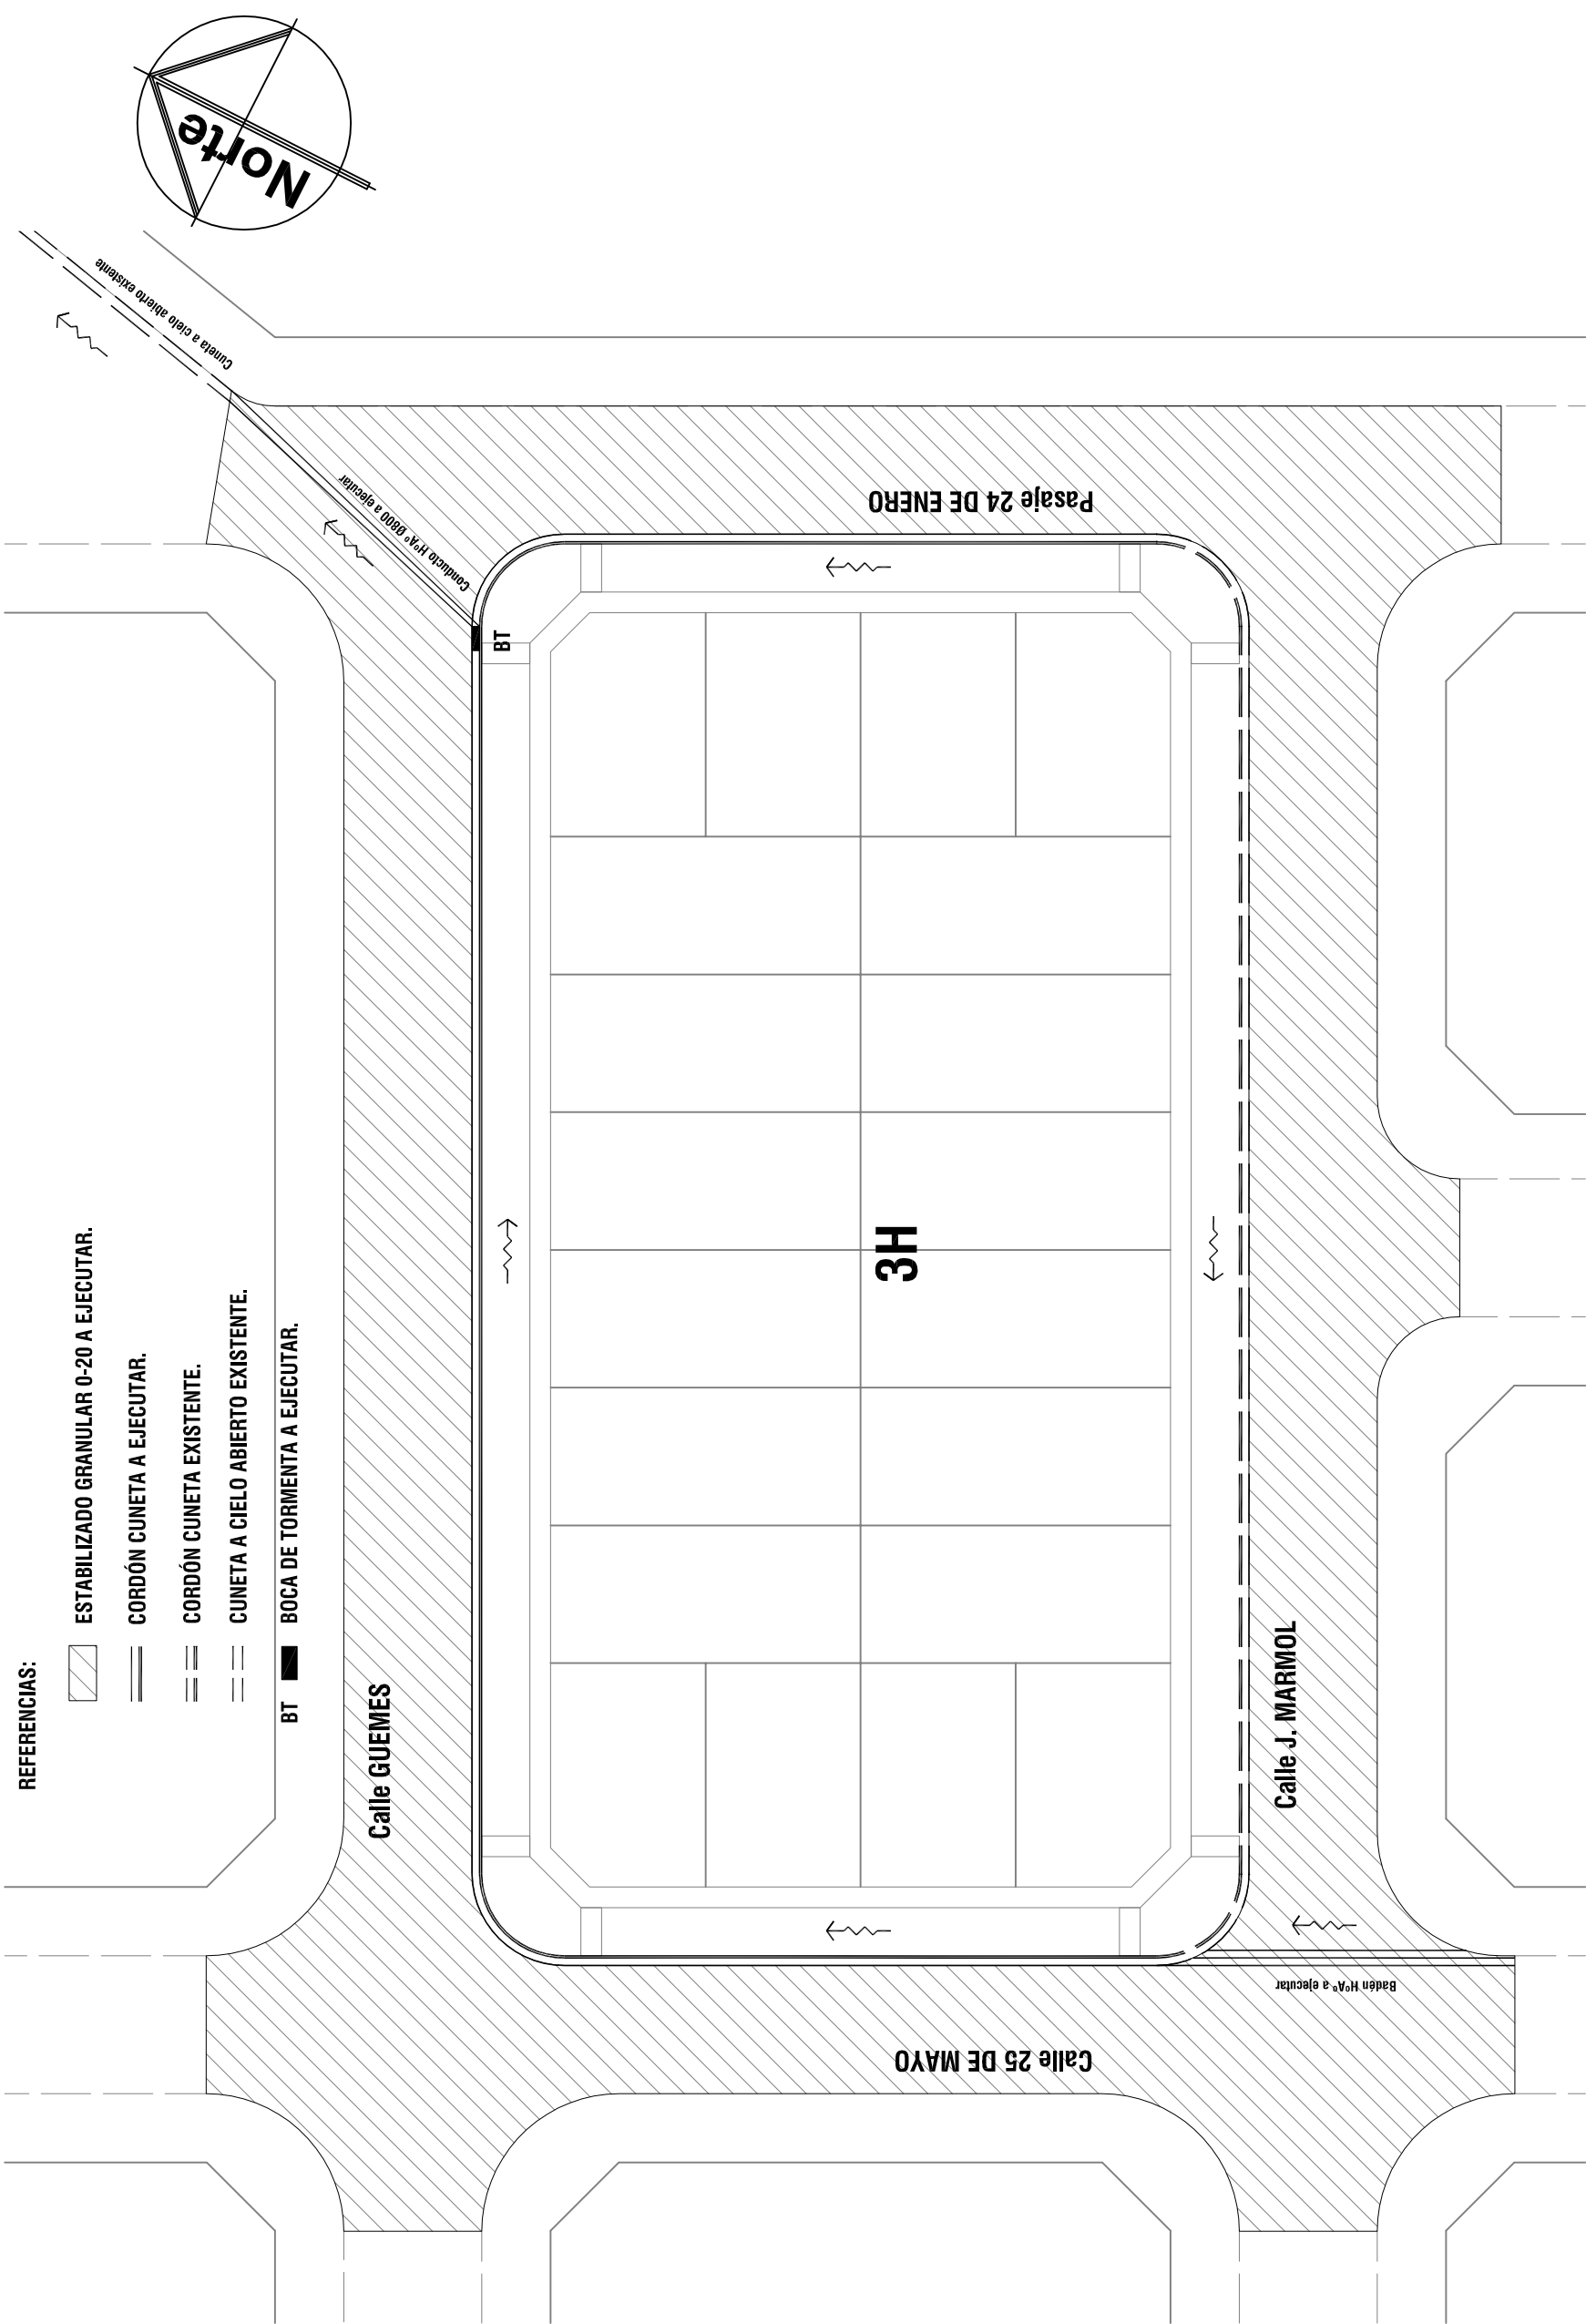 Norte
Cuneta a cielo abierto existente
Conducto HºAº Ø800 a ejecutar
Pasaje 24 DE ENERO
BT
3H
REFERENCIAS:
ESTABILIZADO GRANULAR 0-20 A EJECUTAR.
CORDÓN CUNETA A EJECUTAR.
CORDÓN CUNETA EXISTENTE.
CUNETA A CIELO ABIERTO EXISTENTE.
BT BOCA DE TORMENTA A EJECUTAR.
Calle GUEMES
Calle J. MARMOL
Badén HºAº a ejecutar
Calle 25 DE MAYO